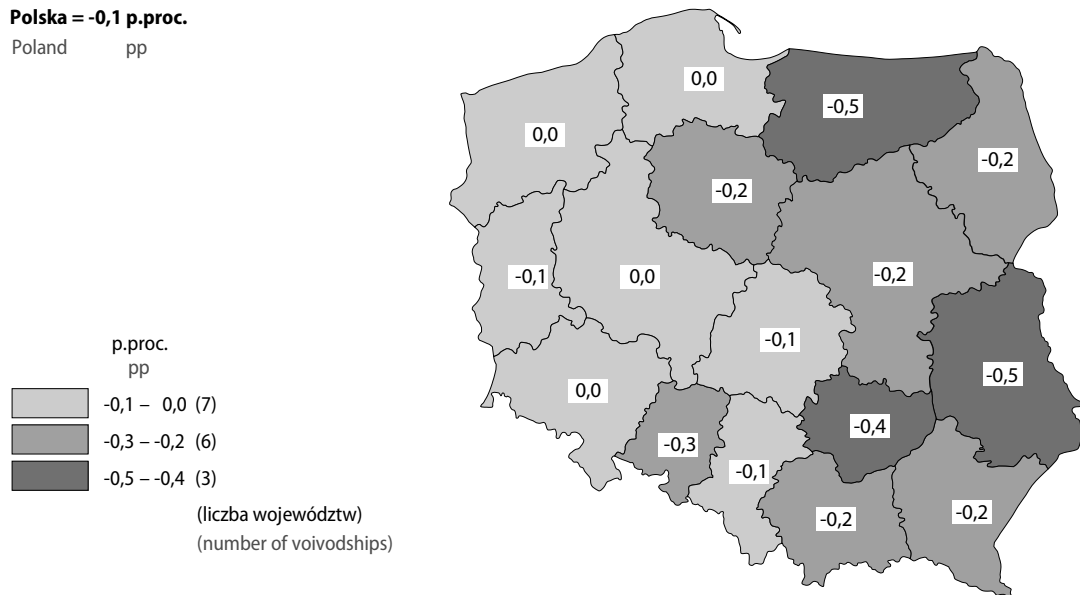 Polska = -0,1 p.proc.
Poland pp
0,0
-0,5
0,0
-0,2
-0,2
-0,1
0,0
-0,2
-0,1
-0,5
0,0
-0,4
-0,3
-0,1
-0,2
-0,2
p.proc.
pp
-0,1 – 0,0 (7)
-0,3 – -0,2 (6)
-0,5 – -0,4 (3)
(liczba województw)
(number of voivodships)